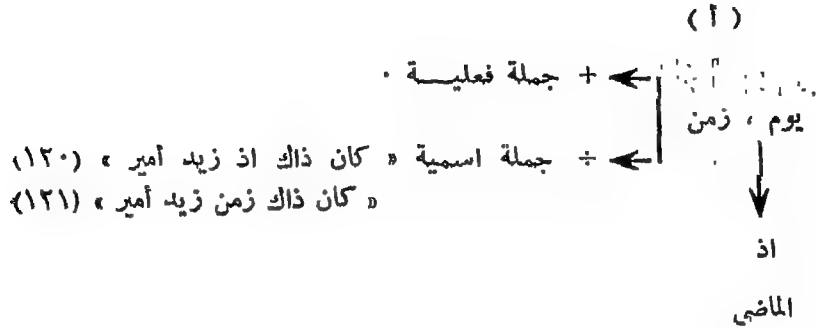 ( أ )
+ جملة فعليـــة .
يوم ، زمن
÷ جملة اسمية « كان ذاك اذ زيد أمير » (١٢٠)
« كان ذاك زمن زيد أمير » (١٢١)
اذ
الماضي